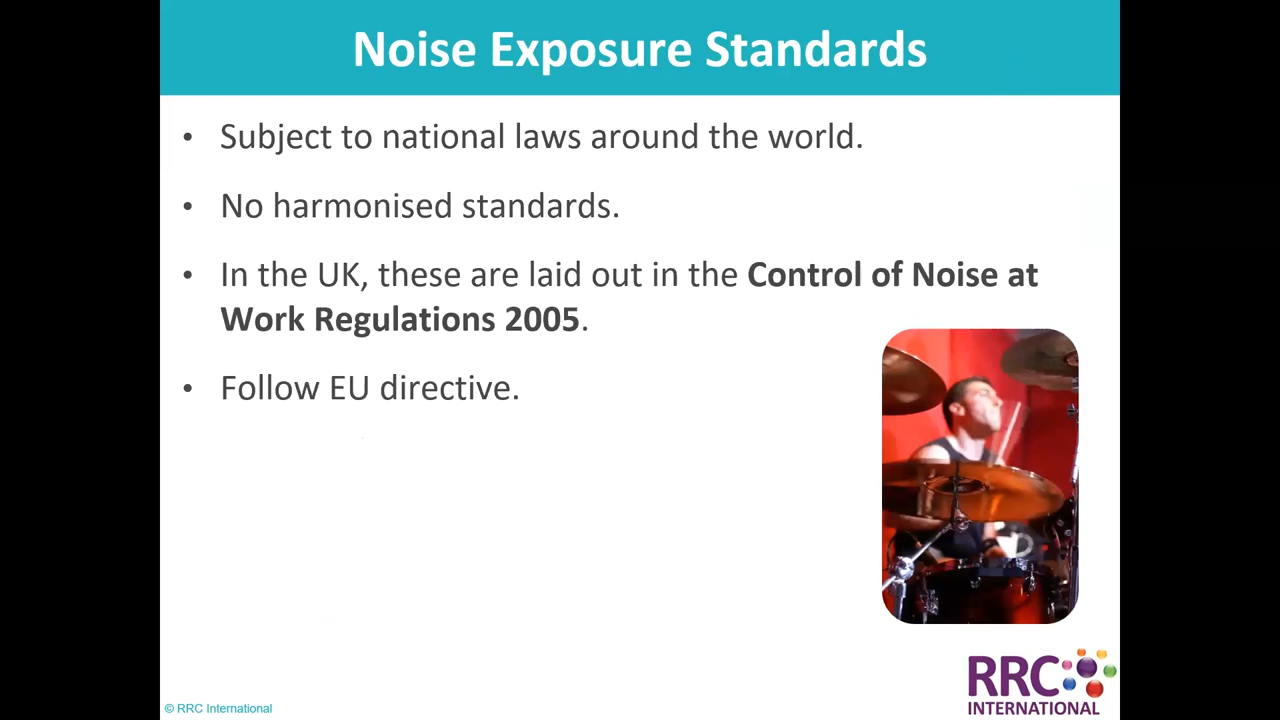 Noise Exposure Standards
• Subject to national laws around the world.
• No harmonised standards.
• In the UK, these are laid out in the Control of Noise at
Work Regulations 2005.
• Follow EU directive.
RRC
INTERNATIONAL
© RRC International